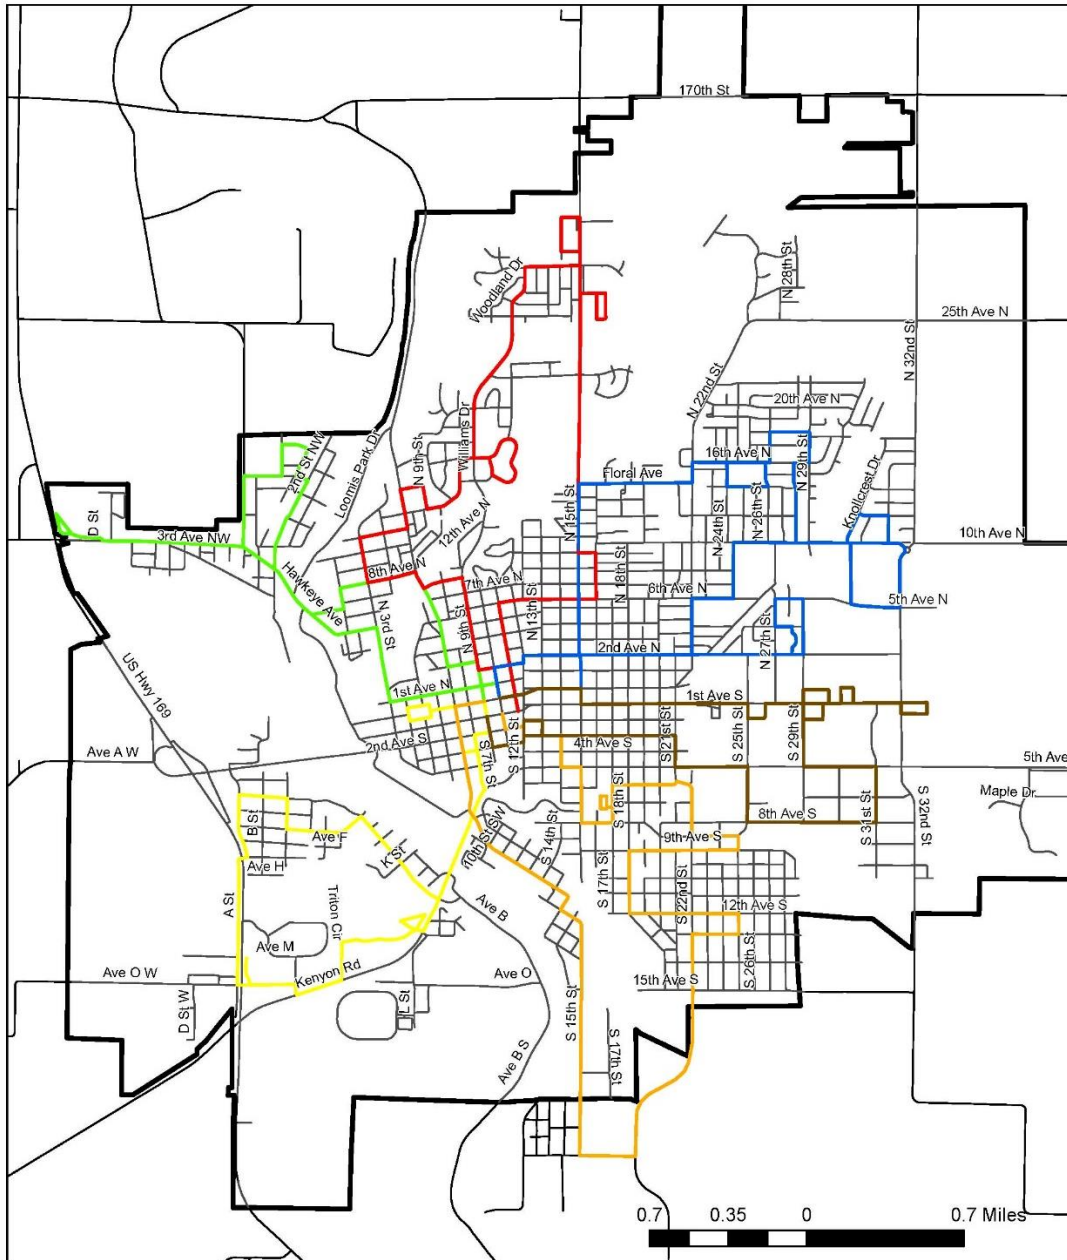 170th St
N 28th St
Woodland Dr
25th Ave N
N 32nd St
N 22nd St
20th Ave N
N 9th St
Williams Dr
16th Ave N
N 29th St
2nd St NW
Loomis Park Dr
Floral Ave
Knollcrest Dr
D St
3rd Ave NW
12th Ave N
N 15th St
N 24th St
N 26th St
10th Ave N
8th Ave N
7th Ave N
N 18th St
6th Ave N
Hawkeye Ave
N 3rd St
N 9th St
N 13th St
5th Ave N
2nd Ave N
N 27th St
US Hwy 169
1st Ave N
1st Ave S
2nd Ave S
S 12th St
4th Ave S
S 21st St
S 25th St
S 29th St
Ave A W
S 7th St
5th Ave
Maple Dr
B St
Ave F
10th St SW
S 14th St
S 18th St
8th Ave S
S 31st St
S 32nd St
K St
9th Ave S
Ave H
S 17th St
A St
Triton Cir
Ave B
S 22nd St
12th Ave S
Ave M
S 26th St
Ave O W
Kenyon Rd
Ave O
15th Ave S
D St W
L St
S 15th St
S 17th St
Ave B S
0.7 0.35 0 0.7 Miles